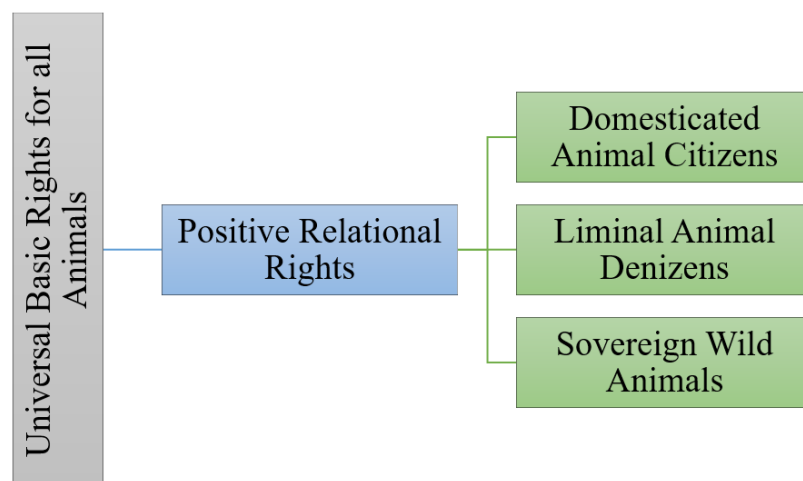 Universal Basic Rights for all
Animals
Positive Relational
Rights
Domesticated
Animal Citizens
Liminal Animal
Denizens
Sovereign Wild
Animals